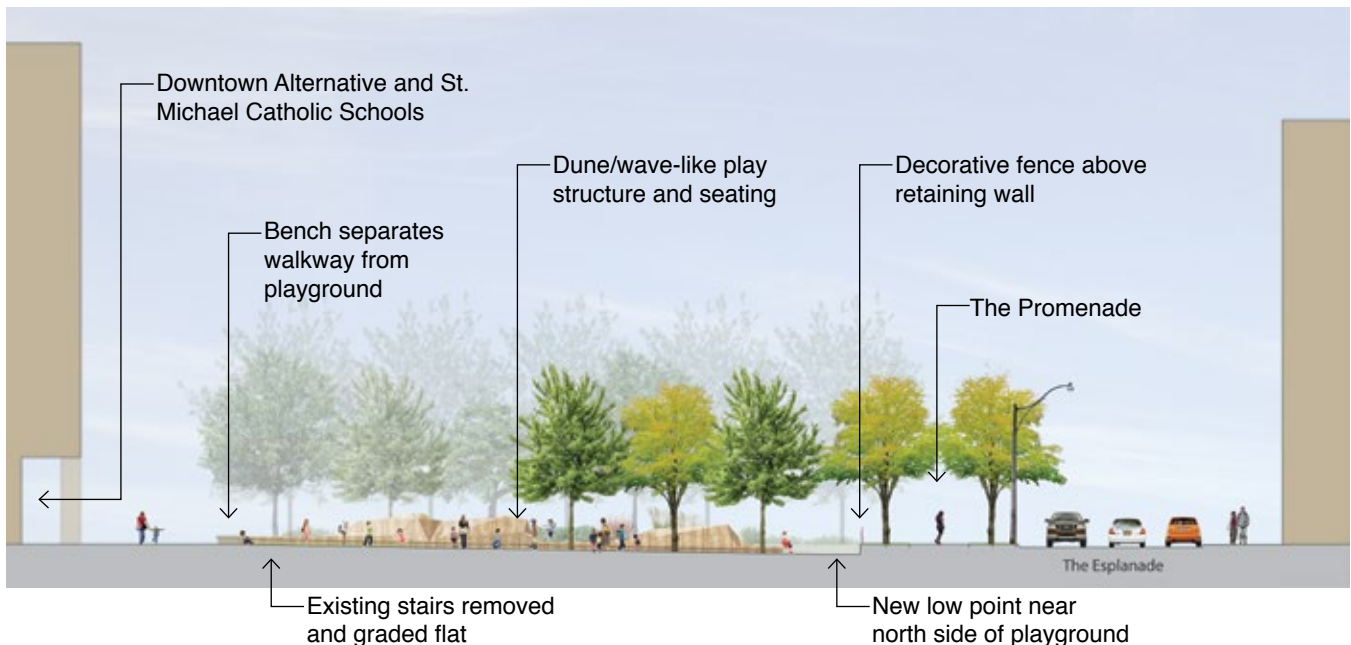 Downtown Alternative and St.
Michael Catholic Schools
Dune/wave-like play
structure and seating
Decorative fence above
retaining wall
Bench separates
walkway from
playground
The Promenade
The Esplanade
Existing stairs removed
and graded flat
New low point near
north side of playground